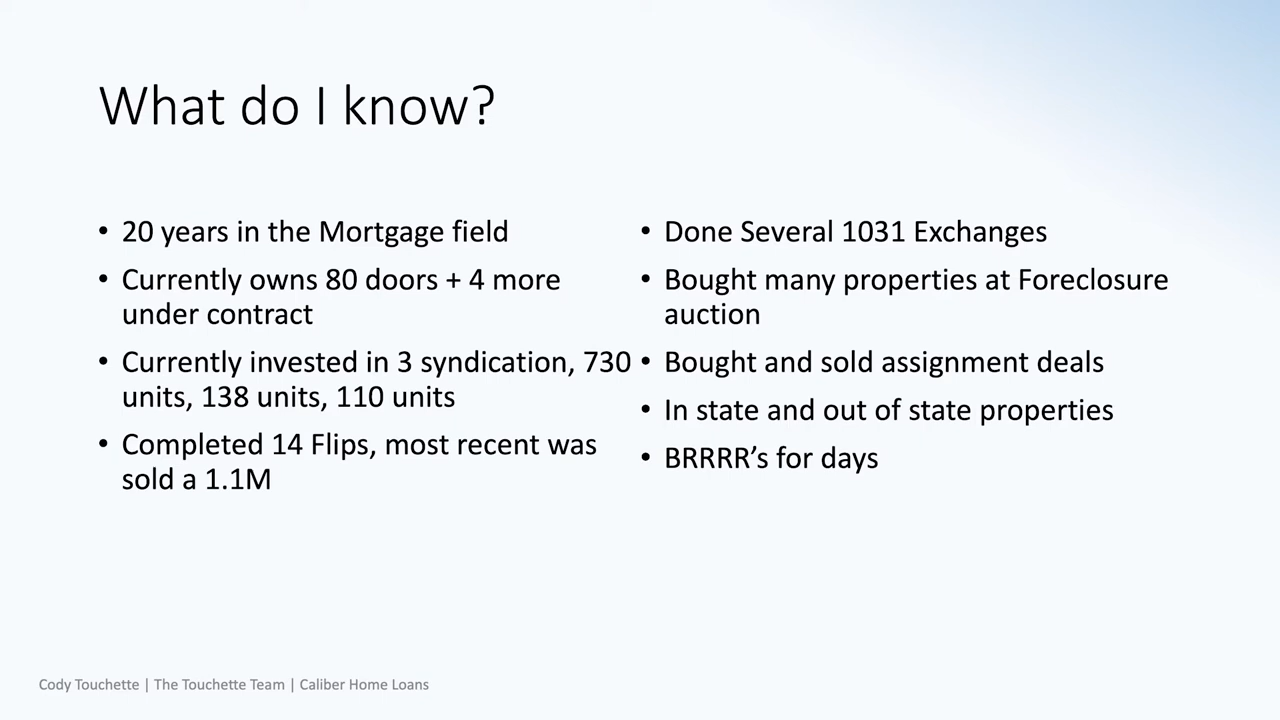 What do I know?
• 20 years in the Mortgage field
• Currently owns 80 doors + 4 more
under contract
• Currently invested in 3 syndication, 730
units, 138 units, 110 units
• Completed 14 Flips, most recent was
sold a 1.1M
• Done Several 1031 Exchanges
• Bought many properties at Foreclosure
auction
• Bought and sold assignment deals
• In state and out of state properties
• BRRRR’s for days
Cody Touchette | The Touchette Team | Caliber Home Loans